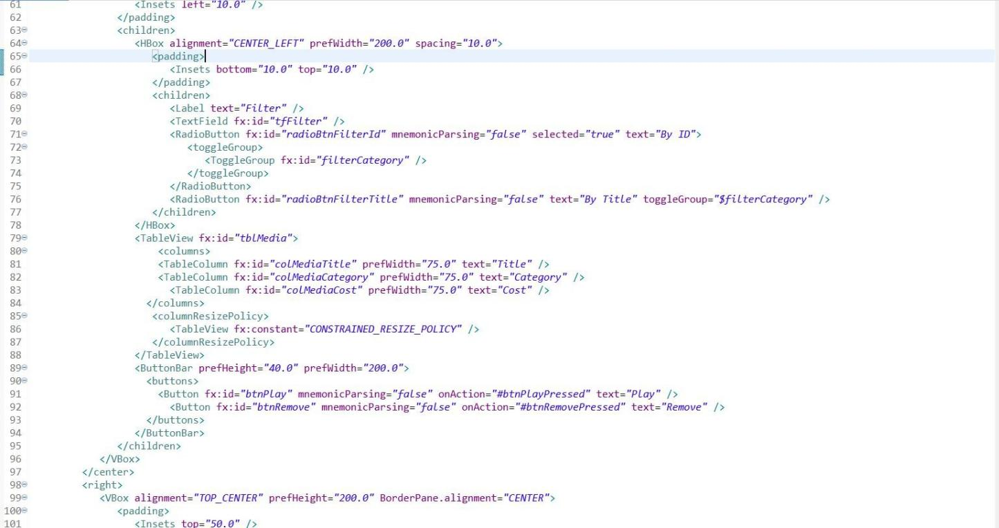 61 <Insets left="10.0" />
62 </padding>
63 <children>
64 <HBox alignment="CENTER_LEFT" prefWidth="200.0" spacing="10.0">
65 <padding>
66 <Insets bottom="10.0" top="10.0" />
67 </padding>
68 <children>
69 <Label text="Filter" />
70 <TextField fx:id="tfFilter" />
71 <RadioButton fx:id="radioBtnFilterId" mnemonicParsing="false" selected="true" text="By ID">
72 <toggleGroup>
73 <ToggleGroup fx:id="filterCategory" />
74 </toggleGroup>
75 </RadioButton>
76 <RadioButton fx:id="radioBtnFilterTitle" mnemonicParsing="false" text="By Title" toggleGroup="$filterCategory" />
77 </children>
78 </HBox>
79 <TableView fx:id="tblMedia">
80 <columns>
81 <TableColumn fx:id="colMediaTitle" prefWidth="75.0" text="Title" />
82 <TableColumn fx:id="colMediaCategory" prefWidth="75.0" text="Category" />
83 <TableColumn fx:id="colMediaCost" prefWidth="75.0" text="Cost" />
84 </columns>
85 <columnResizePolicy>
86 <TableView fx:constant="CONSTRAINED_RESIZE_POLICY" />
87 </columnResizePolicy>
88 </TableView>
89 <ButtonBar prefHeight="40.0" prefWidth="200.0">
90 <buttons>
91 <Button fx:id="btnPlay" mnemonicParsing="false" onAction="#btnPlayPressed" text="Play" />
92 <Button fx:id="btnRemove" mnemonicParsing="false" onAction="#btnRemovePressed" text="Remove" />
93 </buttons>
94 </ButtonBar>
95 </children>
96 </VBox>
97 </center>
98 <right>
99 <VBox alignment="TOP_CENTER" prefHeight="200.0" BorderPane.alignment="CENTER">
100 <padding>
101 <Insets top="50.0" />